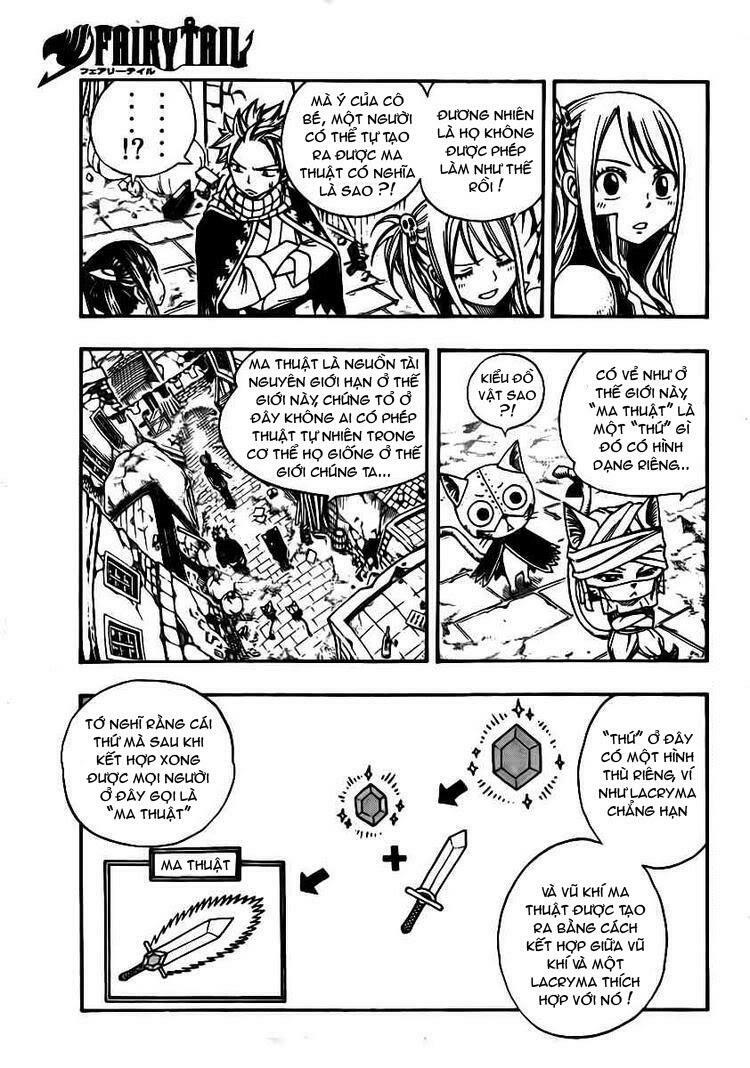 FAIRY TAIL
フェアリーテイル
ĐƯƠNG NHIÊN
LÀ HỌ KHÔNG
ĐƯỢC PHÉP
LÀM NHƯ THẾ
RỒI !
MÀ Ý CỦA CÔ
BÉ, MỘT NGƯỜI
CÓ THỂ TỰ TẠO
RA ĐƯỢC MA
THUẬT CÓ NGHĨA
LÀ SAO ?!
......
!?
CÓ VẺ NHƯ Ở
THẾ GIỚI NÀY,
“MA THUẬT” LÀ
MỘT “THỨ” GÌ
ĐÓ CÓ HÌNH
DẠNG RIÊNG..
KIỂU ĐỒ
VẬT SAO
?!
MA THUẬT LÀ NGUỒN TÀI
NGUYÊN GIỚI HẠN Ở THẾ
GIỚI NÀY, CHÚNG TỚ Ở
ĐÂY KHÔNG AI CÓ PHÉP
THUẬT TỰ NHIÊN TRONG
CƠ THỂ HỌ GIỐNG Ở THẾ
GIỚI CHÚNG TA...
“THỨ” Ở ĐÂY
CÓ MỘT HÌNH
THÙ RIÊNG, VÍ
NHƯ LACRYMA
CHẲNG HẠN
VÀ VŨ KHÍ MA
THUẬT ĐƯỢC TẠO
RA BẰNG CÁCH
KẾT HỢP GIỮA VŨ
KHÍ VÀ MỘT
LACRYMA THÍCH
HỢP VỚI NÓ !
TỚ NGHĨ RẰNG CÁI
THỨ MÀ SAU KHI
KẾT HỢP XONG
ĐƯỢC MỌI NGƯỜI
Ở ĐÂY GỌI LÀ
“MA THUẬT”
+
MA THUẬT